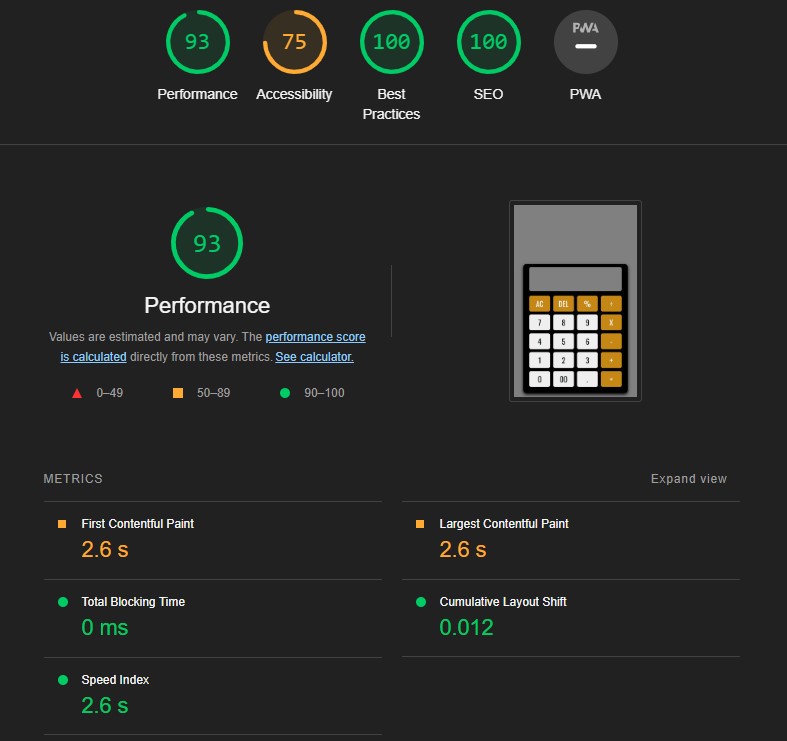 93 75 100 100 PWA
Performance Accessibility Best Practices SEO PWA
93
Performance
Values are estimated and may vary. The performance score
is calculated directly from these metrics. See calculator.
0–49 50–89 90–100
AC DEL % ÷
7 8 9 X
4 5 6 -
1 2 3 +
0 00 . =
METRICS Expand view
First Contentful Paint
2.6 s
Largest Contentful Paint
2.6 s
Total Blocking Time
0 ms
Cumulative Layout Shift
0.012
Speed Index
2.6 s